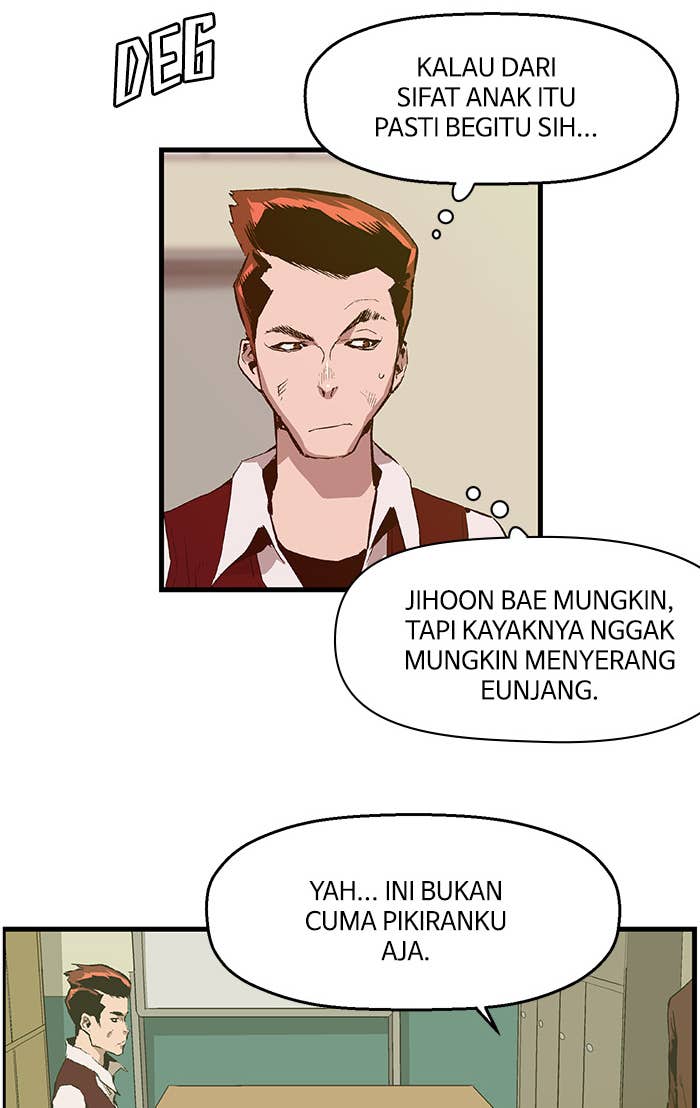 DEG
KALAU DARI
SIFAT ANAK ITU
PASTI BEGITU SIH...
JIHOON BAE MUNGKIN,
TAPI KAYAKNYA NGGAK
MUNGKIN MENYERANG
EUNJANG.
YAH... INI BUKAN
CUMA PIKIRANKU
AJA.